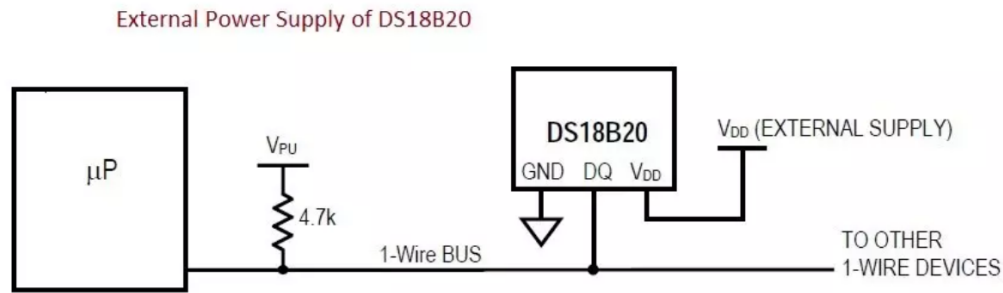 External Power Supply of DS18B20
µP
VPU
4.7k
1-Wire BUS
DS18B20
GND DQ VDD
VDD (EXTERNAL SUPPLY)
TO OTHER
1-WIRE DEVICES